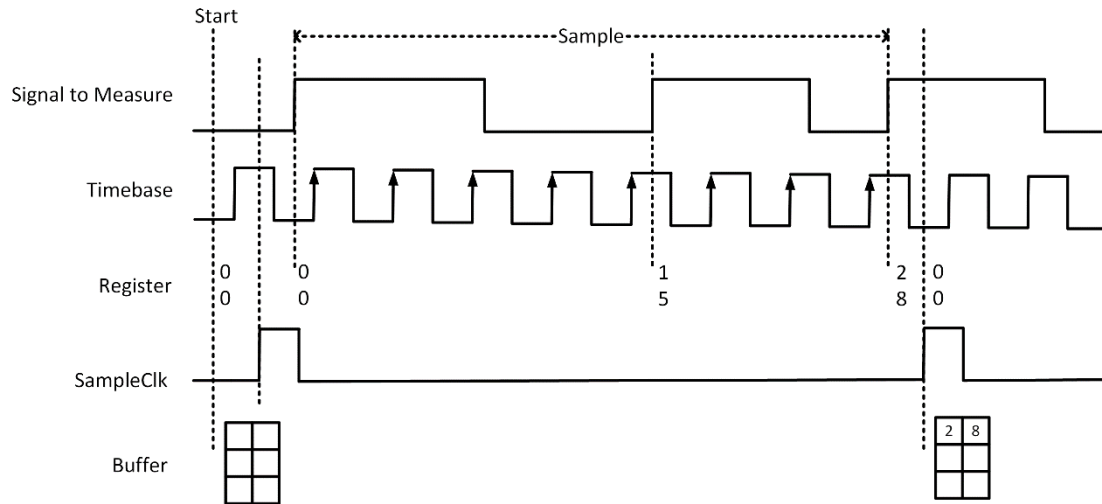 Start
Sample
Signal to Measure
Timebase
Register
0 0 1 2 0
0 0 5 8 0
SampleClk
Buffer
2 8